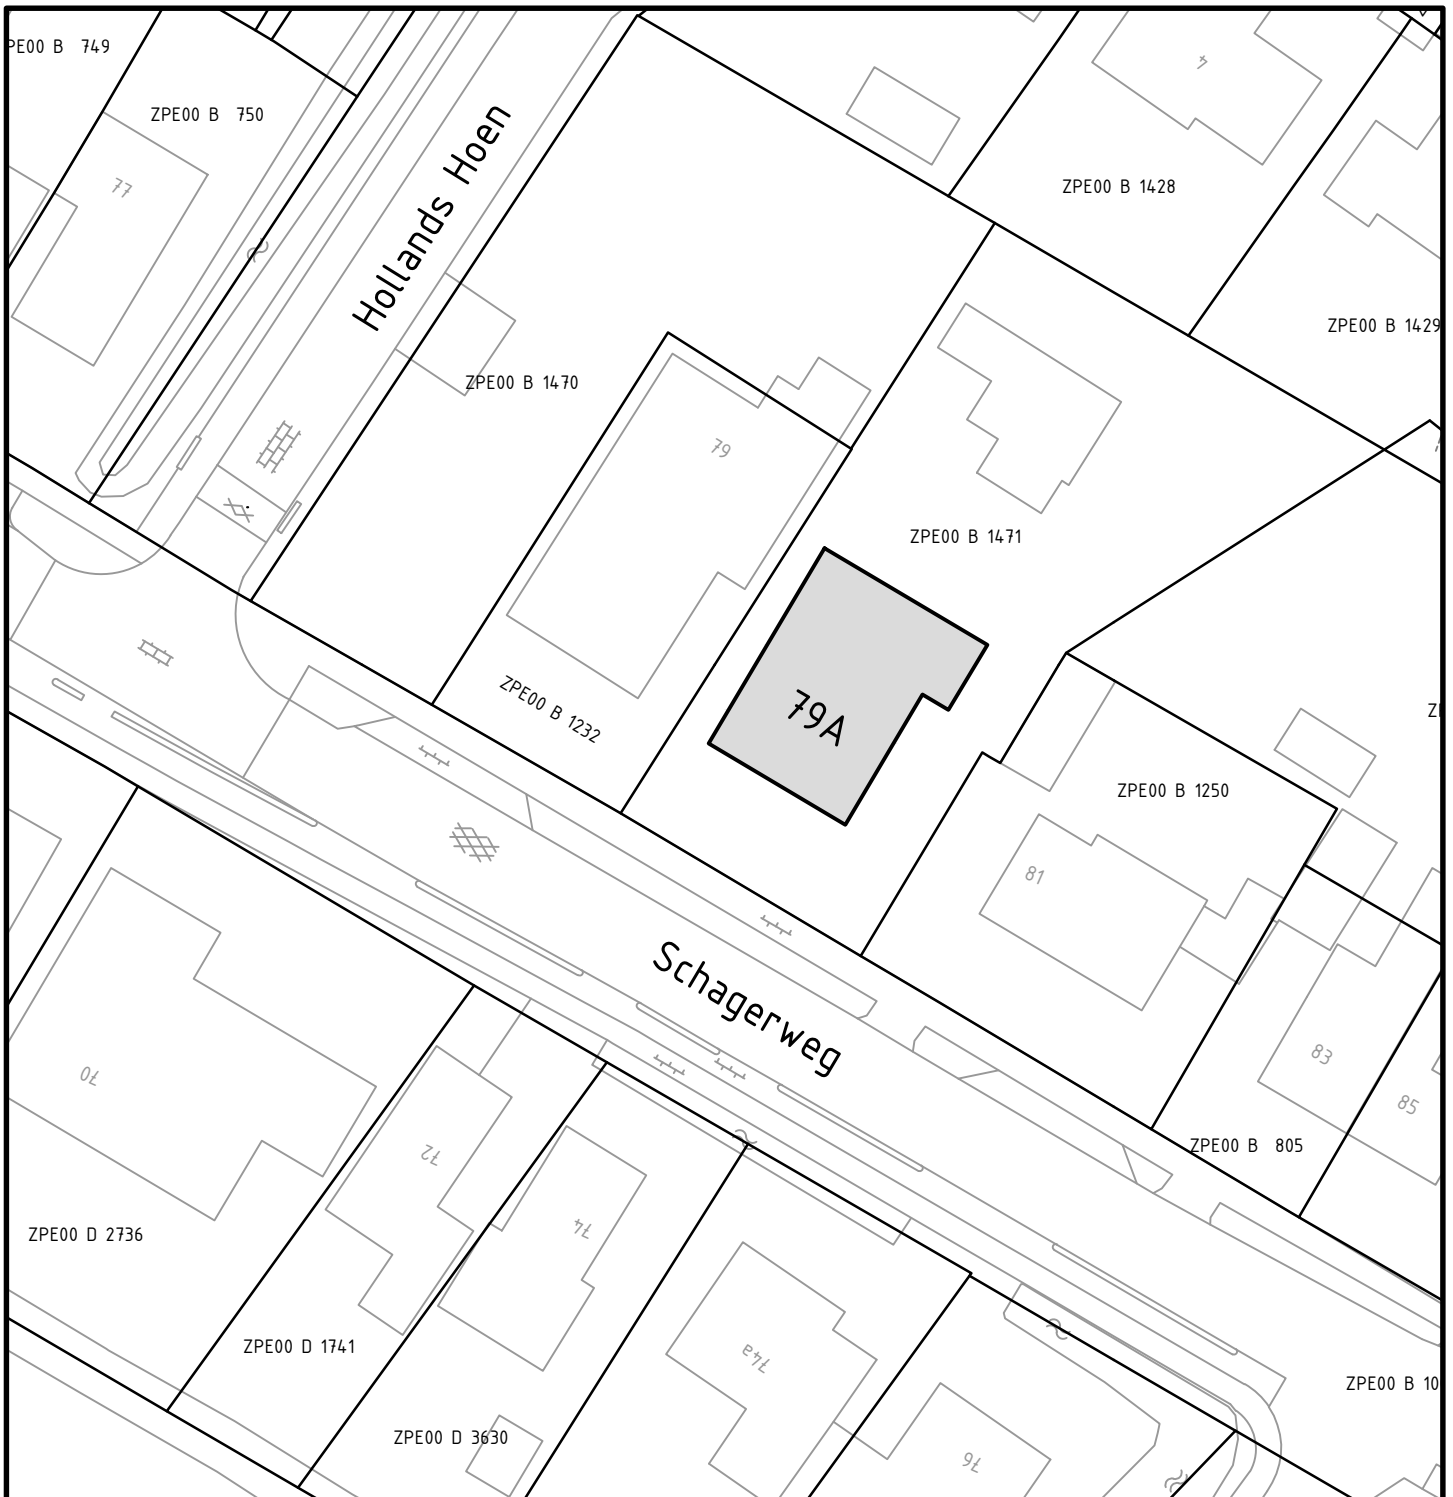 PE00 B 749
ZPE00 B 750
77
Hollands Hoen
4
ZPE00 B 1428
ZPE00 B 1429
ZPE00 B 1470
79
ZPE00 B 1471
79A
ZPE00 B 1232
ZPE00 B 1250
81
Schagerweg
83
85
ZPE00 B 805
70
72
74
ZPE00 D 2736
ZPE00 D 1741
74a
ZPE00 B 10
ZPE00 D 3630
76